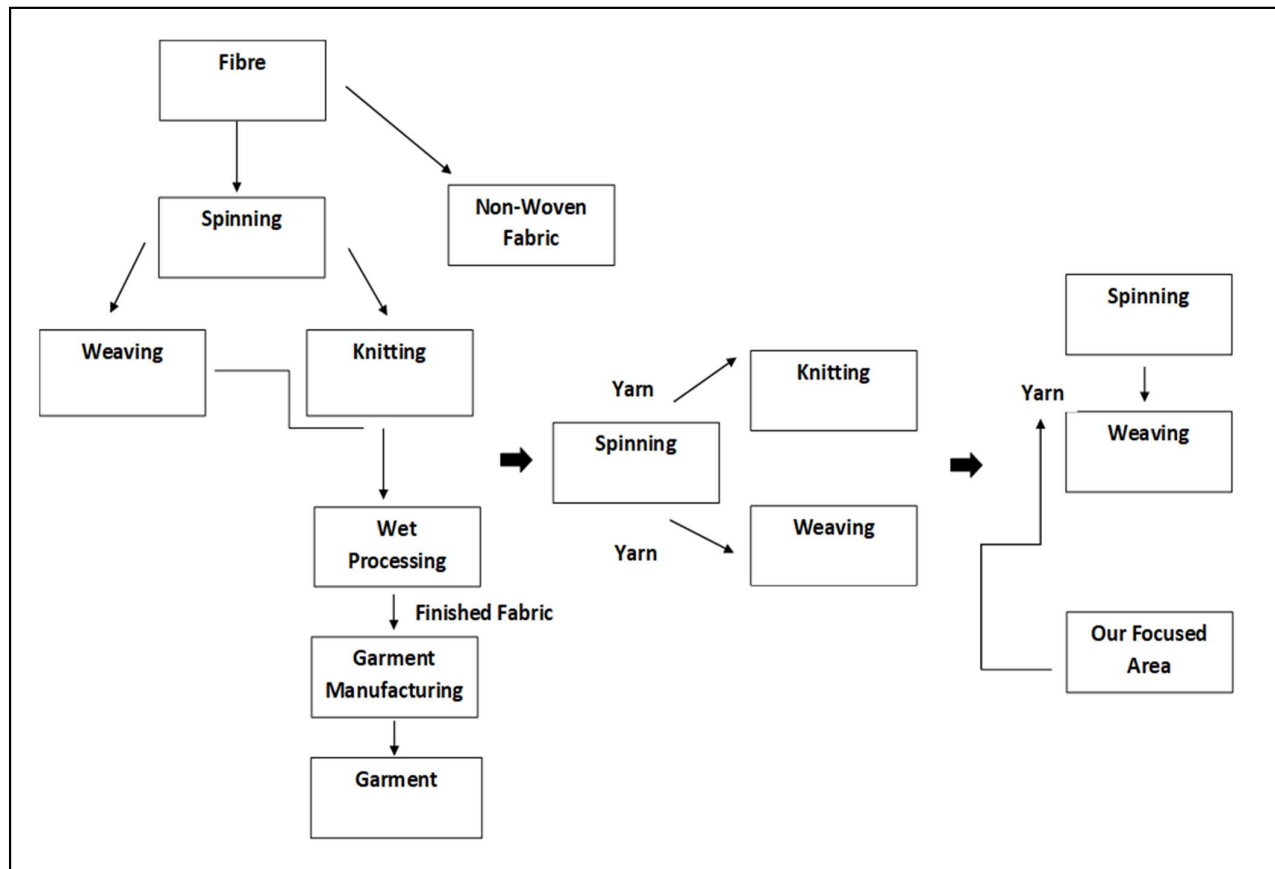 Fibre
Spinning
Non-Woven
Fabric
Weaving
Knitting
Wet
Processing
Finished Fabric
Garment
Manufacturing
Garment
Yarn
Knitting
Spinning
Yarn
Weaving
Spinning
Yarn
Weaving
Our Focused
Area